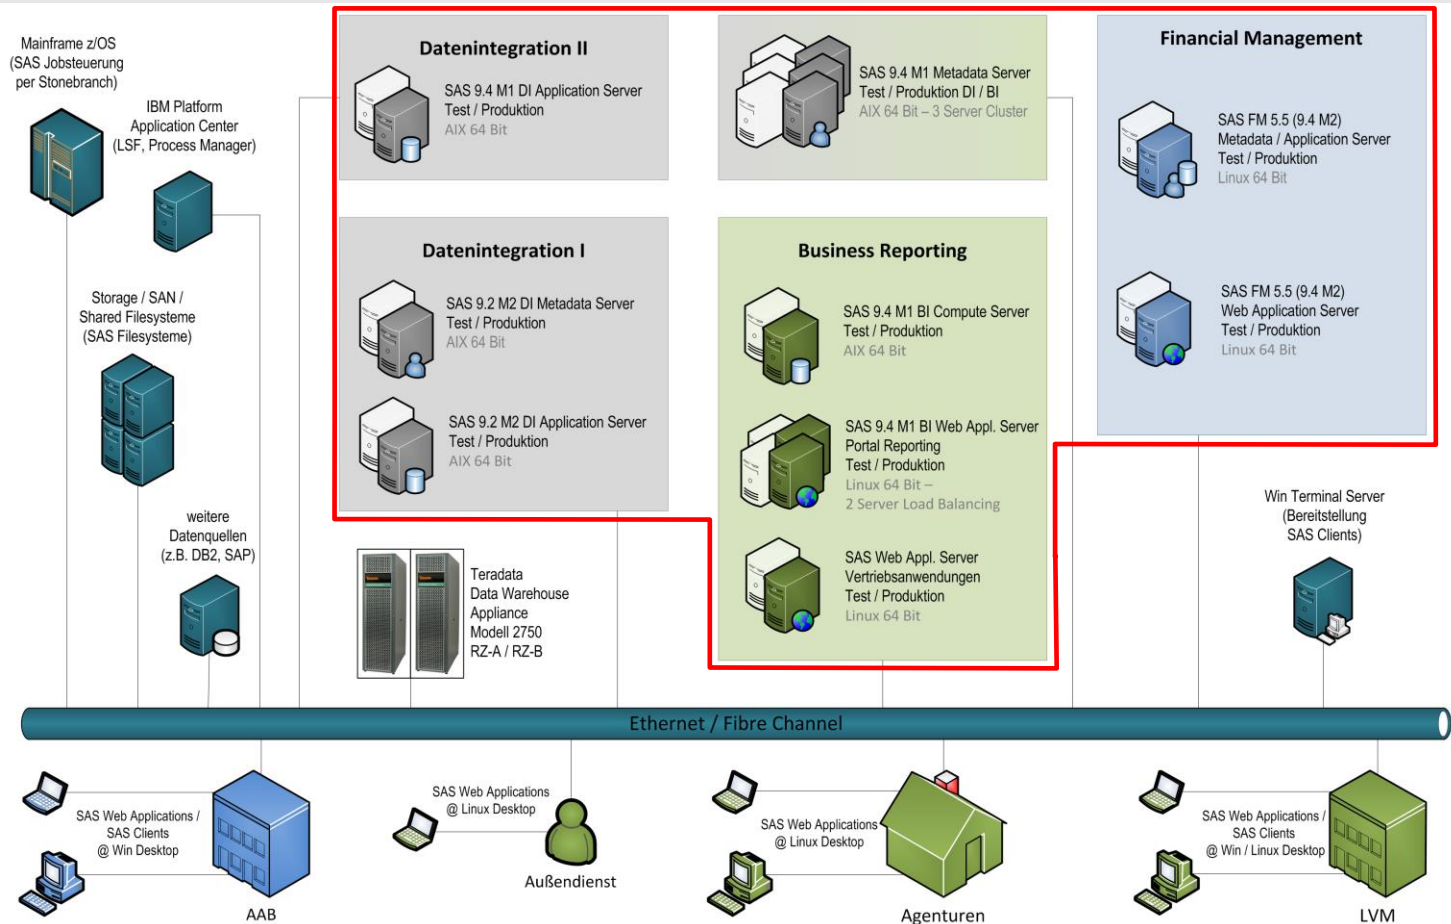 Mainframe z/OS
(SAS Jobsteuerung
per Stonebranch)
IBM Platform
Application Center
(LSF, Process Manager)
Storage / SAN /
Shared Filesysteme
(SAS Filesysteme)
weitere
Datenquellen
(z.B. DB2, SAP)
Datenintegration II
SAS 9.4 M1 DI Application Server
Test / Produktion
AIX 64 Bit
SAS 9.4 M1 Metadata Server
Test / Produktion DI / BI
AIX 64 Bit – 3 Server Cluster
Financial Management
SAS FM 5.5 (9.4 M2)
Metadata / Application Server
Test / Produktion
Linux 64 Bit
SAS FM 5.5 (9.4 M2)
Web Application Server
Test / Produktion
Linux 64 Bit
Datenintegration I
SAS 9.2 M2 DI Metadata Server
Test / Produktion
AIX 64 Bit
SAS 9.2 M2 DI Application Server
Test / Produktion
AIX 64 Bit
Business Reporting
SAS 9.4 M1 BI Compute Server
Test / Produktion
AIX 64 Bit
SAS 9.4 M1 BI Web Appl. Server
Portal Reporting
Test / Produktion
Linux 64 Bit –
2 Server Load Balancing
SAS Web Appl. Server
Vertriebsanwendungen
Test / Produktion
Linux 64 Bit
Teradata
Data Warehouse
Appliance
Modell 2750
RZ-A / RZ-B
Win Terminal Server
(Bereitstellung
SAS Clients)
Ethernet / Fibre Channel
SAS Web Applications /
SAS Clients
@ Win Desktop
AAB
SAS Web Applications
@ Linux Desktop
Außendienst
SAS Web Applications
@ Linux Desktop
Agenturen
SAS Web Applications /
SAS Clients
@ Win / Linux Desktop
LVM